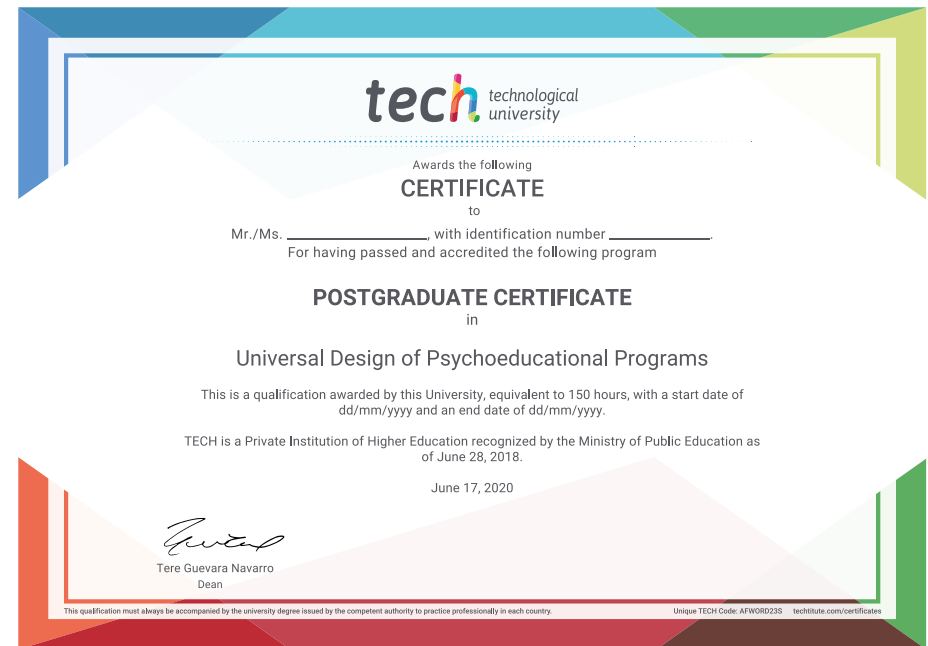 tech technological
university
Awards the following
CERTIFICATE
to
Mr./Ms. ____________________, with identification number ______________.
For having passed and accredited the following program
POSTGRADUATE CERTIFICATE
in
Universal Design of Psychoeducational Programs
This is a qualification awarded by this University, equivalent to 150 hours, with a start date of
dd/mm/yyyy and an end date of dd/mm/yyyy.
TECH is a Private Institution of Higher Education recognized by the Ministry of Public Education as
of June 28, 2018.
June 17, 2020
Tere Guevara Navarro
Dean
This qualification must always be accompanied by the university degree issued by the competent authority to practice professionally in each country.
Unique TECH Code: AFWORD23S techtitute.com/certificates